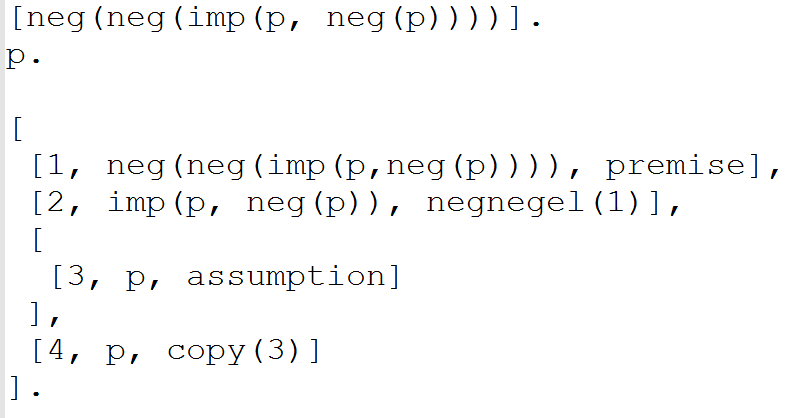 [neg(neg(imp(p, neg(p))))].
p.
[
[1, neg(neg(imp(p,neg(p)))), premise],
[2, imp(p, neg(p)), negnegel(1)],
[
[3, p, assumption]
],
[4, p, copy(3)]
].